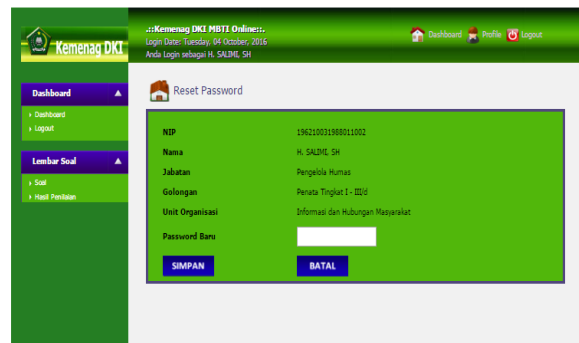 Kemenag DKI
.::Kemenag DKI MBTI Online::.
Login Date: Tuesday, 04 October, 2016
Anda Login sebagai H. SALIMI, SH
Dashboard Profile Logout
Dashboard
Dashboard
Logout
Lembar Soal
Soal
Hasil Penilaian
Reset Password
NIP 196210031988011002
Nama H. SALIMI, SH
Jabatan Pengelola Humas
Golongan Penata Tingkat I - III/d
Unit Organisasi Informasi dan Hubungan Masyarakat
Password Baru
SIMPAN BATAL